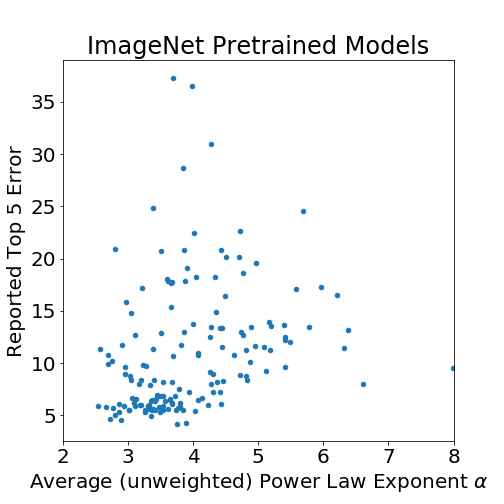 ImageNet Pretrained Models
Reported Top 5 Error
35
30
25
20
15
10
5
2 3 4 5 6 7 8
Average (unweighted) Power Law Exponent α